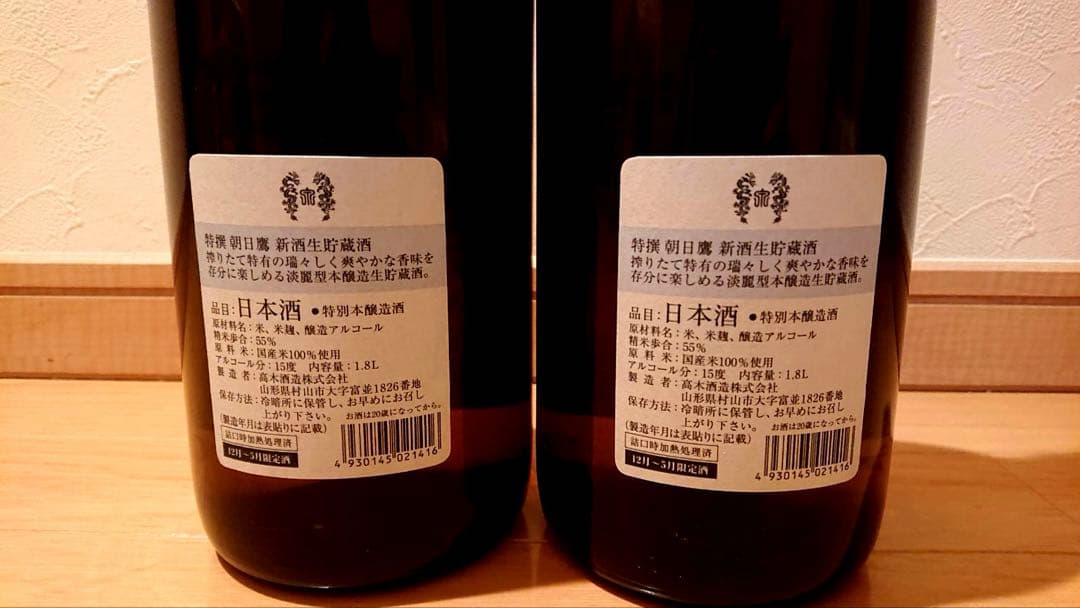 特撰 朝日鷹 新酒生貯蔵酒
搾りたて特有の瑞々しく爽やかな香味を
存分に楽しめる淡麗型本醸造生貯蔵酒。
品目:日本酒 ●特別本醸造酒
原材料名:米、米麹、醸造アルコール
精米歩合:55%
原料米:国産米100%使用
アルコール分:15度 内容量:1.8L
製造者:高木酒造株式会社
山形県村山市大字富並1826番地
保存方法:冷暗所に保管し、お早めにお召し
上がり下さい。 お酒は20歳になってから。
(製造年月は表貼りに記載)
詰口時加熱処理済
12月〜5月限定酒
4 930145 021416
特撰 朝日鷹 新酒生貯蔵酒
搾りたて特有の瑞々しく爽やかな香味を
存分に楽しめる淡麗型本醸造生貯蔵酒。
品目:日本酒 ●特別本醸造酒
原材料名:米、米麹、醸造アルコール
精米歩合:55%
原料米:国産米100%使用
アルコール分:15度 内容量:1.8L
製造者:高木酒造株式会社
山形県村山市大字富並1826番地
保存方法:冷暗所に保管し、お早めにお召し
上がり下さい。 お酒は20歳になってから。
(製造年月は表貼りに記載)
詰口時加熱処理済
12月〜5月限定酒
4 930145 021416